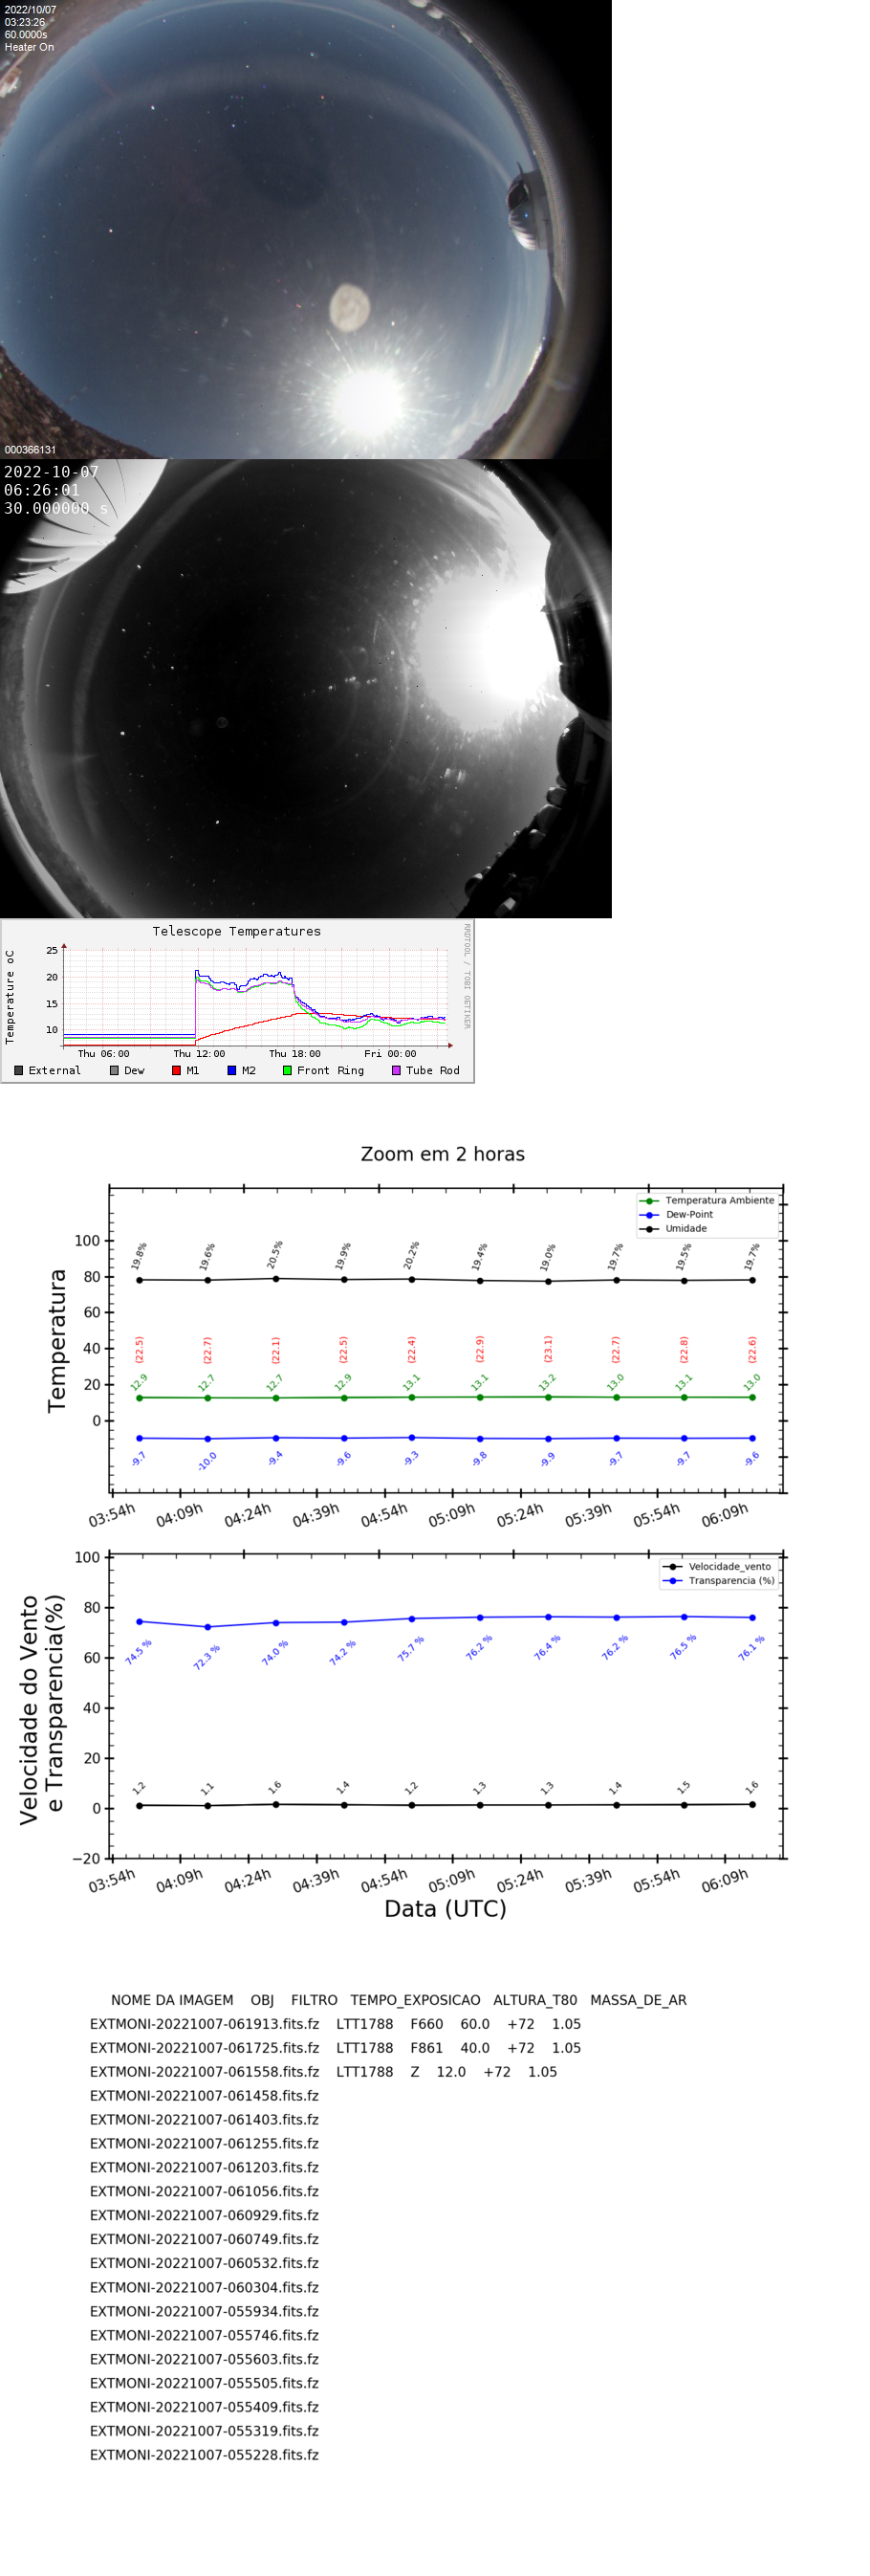 2022/10/07
03:23:26
60.0000s
Heater On
000366131
2022-10-07
06:26:01
30.000000 s
Telescope Temperatures
RRDTOOL / TOBI OETIKER
Temperature oC
25
20
15
10
Thu 06:00 Thu 12:00 Thu 18:00 Fri 00:00
External Dew M1 M2 Front Ring Tube Rod
Zoom em 2 horas
Temperatura Ambiente
Dew-Point
Umidade
Temperatura
100
80
60
40
20
0
19.8% 19.6% 20.5% 19.9% 20.2% 19.4% 19.0% 19.7% 19.5% 19.7%
(22.5) (22.7) (22.1) (22.5) (22.4) (22.9) (23.1) (22.7) (22.8) (22.6)
12.9 12.7 12.7 12.9 13.1 13.1 13.2 13.0 13.1 13.0
-9.7 -10.0 -9.4 -9.6 -9.3 -9.8 -9.9 -9.7 -9.7 -9.6
03:54h 04:09h 04:24h 04:39h 04:54h 05:09h 05:24h 05:39h 05:54h 06:09h
Velocidade_vento
Transparencia (%)
Velocidade do Vento
e Transparencia(%)
100
80
60
40
20
0
−20
74.5 % 72.3 % 74.0 % 74.2 % 75.7 % 76.2 % 76.4 % 76.2 % 76.5 % 76.1 %
1.2 1.1 1.6 1.4 1.2 1.3 1.3 1.4 1.5 1.6
03:54h 04:09h 04:24h 04:39h 04:54h 05:09h 05:24h 05:39h 05:54h 06:09h
Data (UTC)
NOME DA IMAGEM OBJ FILTRO TEMPO_EXPOSICAO ALTURA_T80 MASSA_DE_AR
EXTMONI-20221007-061913.fits.fz LTT1788 F660 60.0 +72 1.05
EXTMONI-20221007-061725.fits.fz LTT1788 F861 40.0 +72 1.05
EXTMONI-20221007-061558.fits.fz LTT1788 Z 12.0 +72 1.05
EXTMONI-20221007-061458.fits.fz
EXTMONI-20221007-061403.fits.fz
EXTMONI-20221007-061255.fits.fz
EXTMONI-20221007-061203.fits.fz
EXTMONI-20221007-061056.fits.fz
EXTMONI-20221007-060929.fits.fz
EXTMONI-20221007-060749.fits.fz
EXTMONI-20221007-060532.fits.fz
EXTMONI-20221007-060304.fits.fz
EXTMONI-20221007-055934.fits.fz
EXTMONI-20221007-055746.fits.fz
EXTMONI-20221007-055603.fits.fz
EXTMONI-20221007-055505.fits.fz
EXTMONI-20221007-055409.fits.fz
EXTMONI-20221007-055319.fits.fz
EXTMONI-20221007-055228.fits.fz